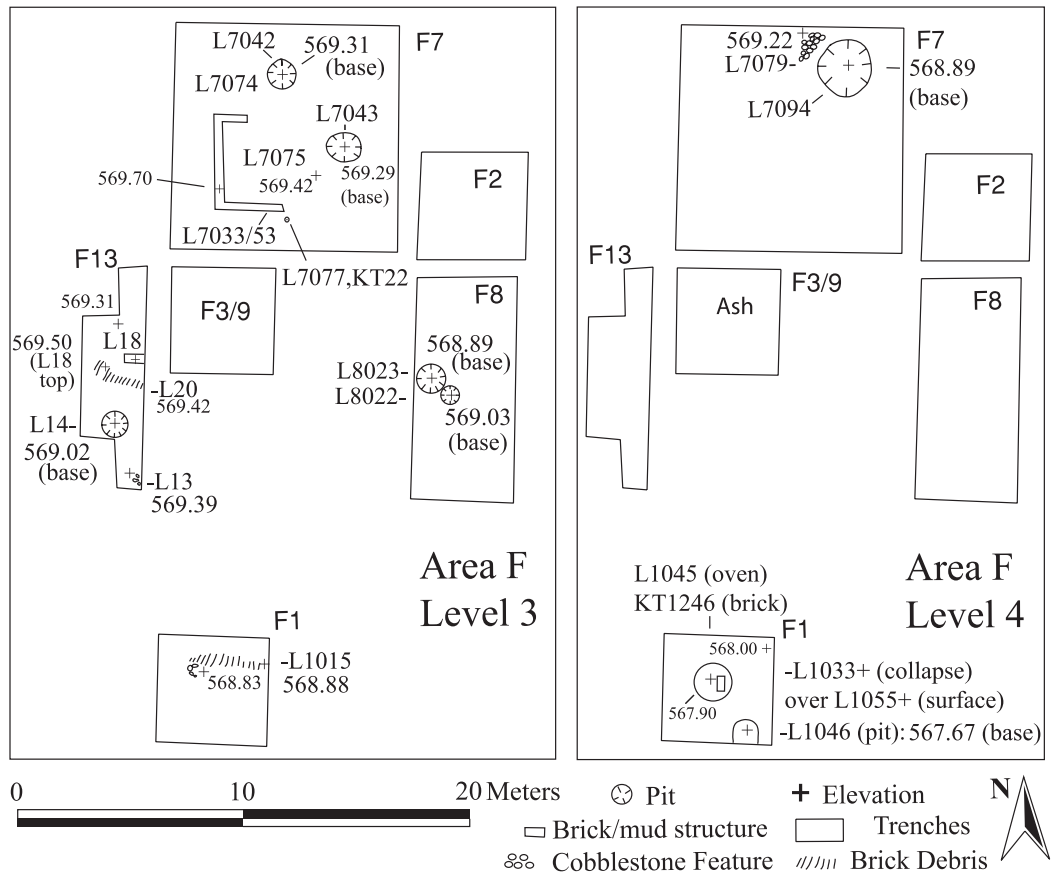 L7042
569.31
(base)
F7
L7074
L7043
L7075
569.42
569.29
(base)
569.70
F2
L7033/53
L7077,KT22
F13
F3/9
F8
569.31
L18
569.50
(L18
top)
-L20
569.42
568.89
(base)
L8023-
L8022-
569.03
(base)
L14-
569.02
(base)
-L13
569.39
Area F
Level 3
F1
-L1015
568.83
568.88
569.22
F7
L7079-
568.89
(base)
L7094
F2
F13
F3/9
Ash
F8
Area F
Level 4
L1045 (oven)
KT1246 (brick)
F1
568.00
-L1033+ (collapse)
over L1055+ (surface)
567.90
-L1046 (pit): 567.67 (base)
0 10 20 Meters
Pit
Elevation
N
Brick/mud structure
Trenches
Cobblestone Feature
Brick Debris